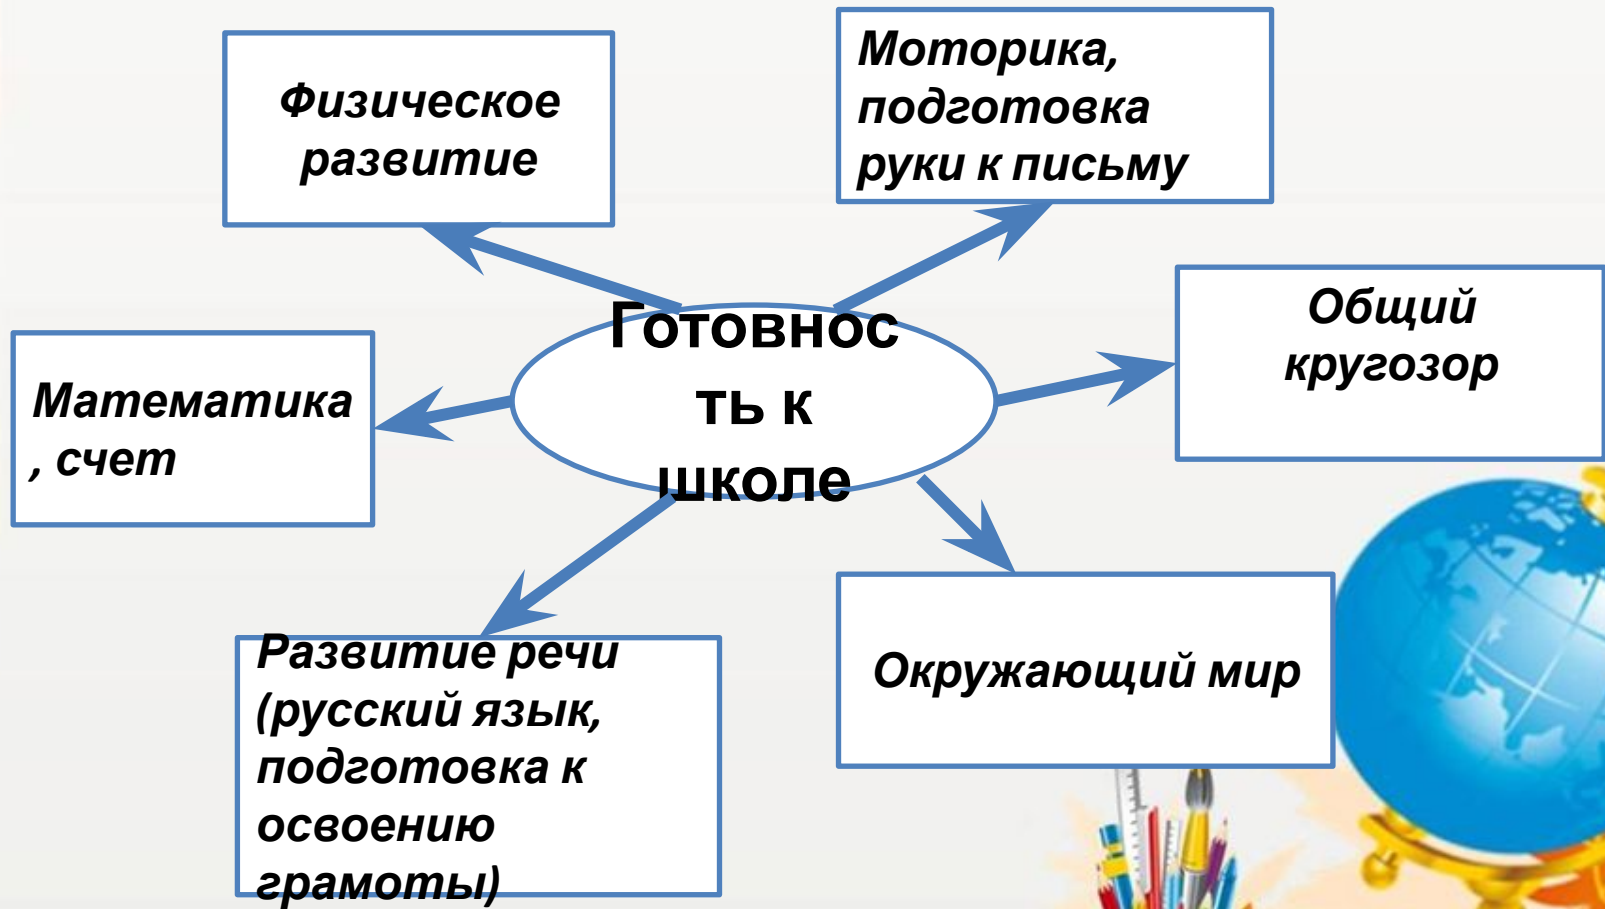 Физическое
развитие
Моторика,
подготовка
руки к письму
Готовнос
ть к
школе
Общий
кругозор
Математика
, счет
Развитие речи
(русский язык,
подготовка к
освоению
грамоты)
Окружающий мир